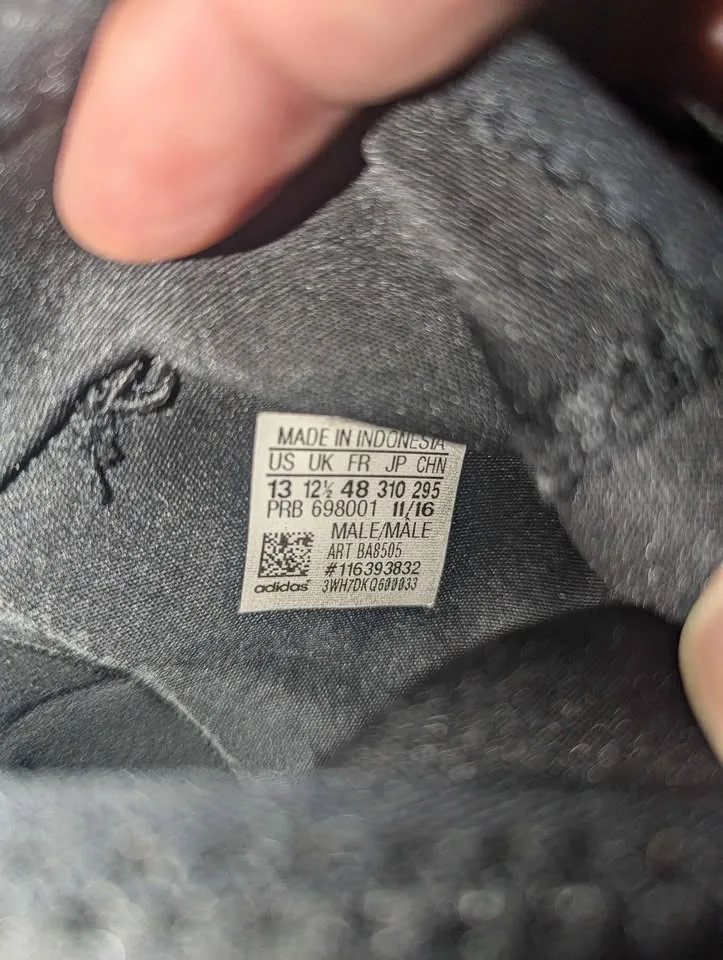 MADE IN INDONESIA
US UK FR JP CHN
13 12½ 48 310 295
PRB 698001 11/16
MALE/MÂLE
ART BA8505
#116393832
adidas 3WH7DKQ600033